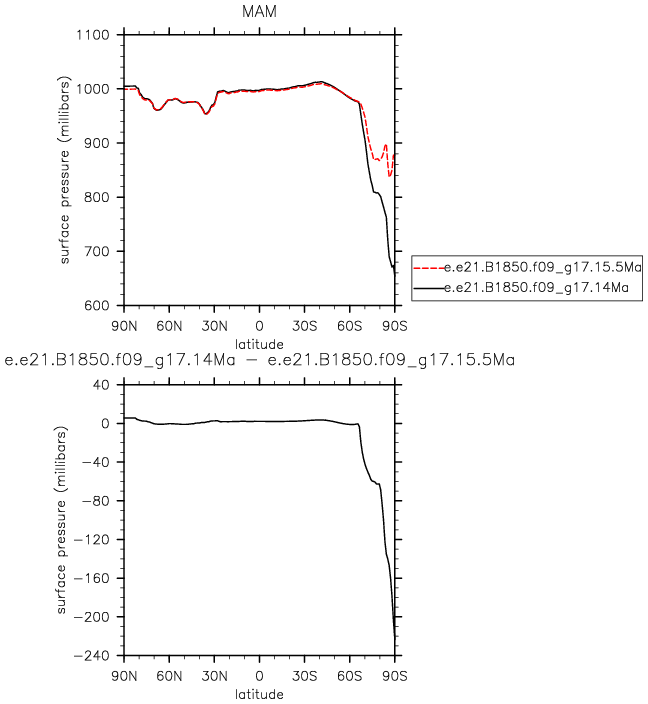 MAM
1100
1000
900
800
700
600
surface pressure (millibars)
90N 60N 30N 0 30S 60S 90S
latitude
e.e21.B1850.f09_g17.15.5Ma
e.e21.B1850.f09_g17.14Ma
e.e21.B1850.f09_g17.14Ma − e.e21.B1850.f09_g17.15.5Ma
40
0
−40
−80
−120
−160
−200
−240
surface pressure (millibars)
90N 60N 30N 0 30S 60S 90S
latitude